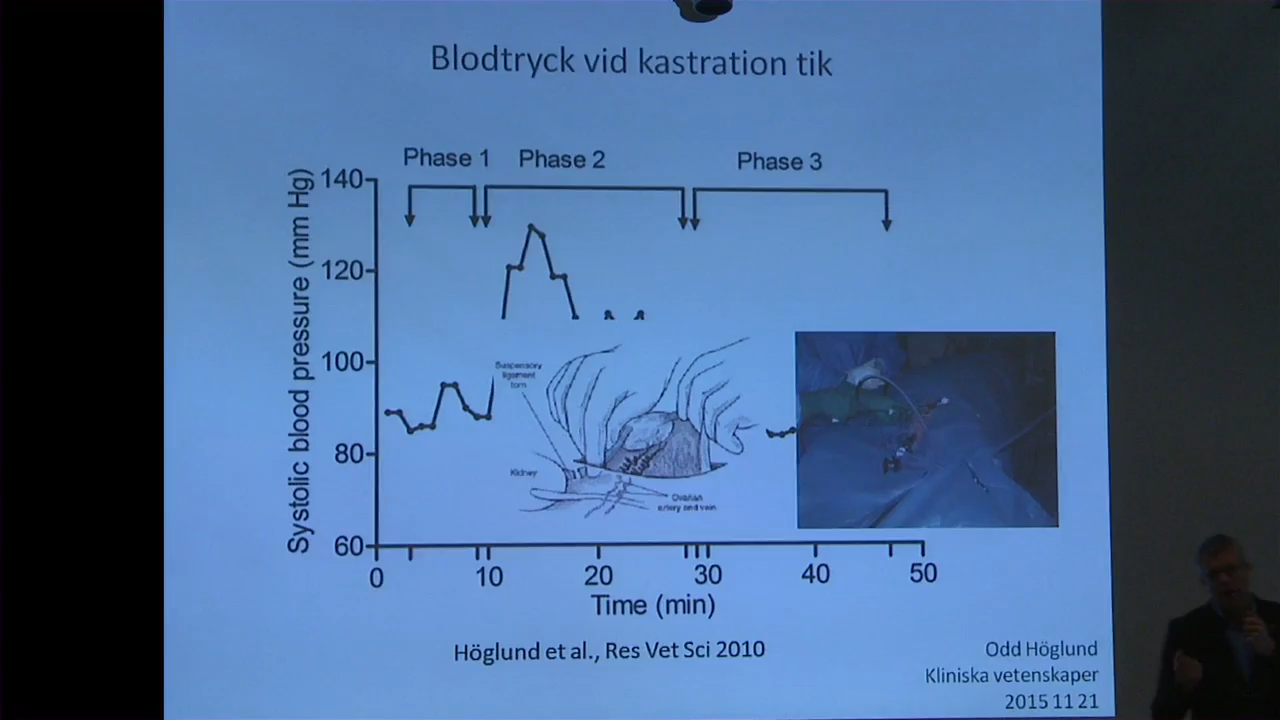 Blodtryck vid kastration tik
Phase 1 Phase 2 Phase 3
Systolic blood pressure (mm Hg)
140
120
100
80
60
Suspensory
ligament
torn
Kidney
Ovarian
artery and vein
0 10 20 30 40 50
Time (min)
Höglund et al., Res Vet Sci 2010
Odd Höglund
Kliniska vetenskaper
2015 11 21